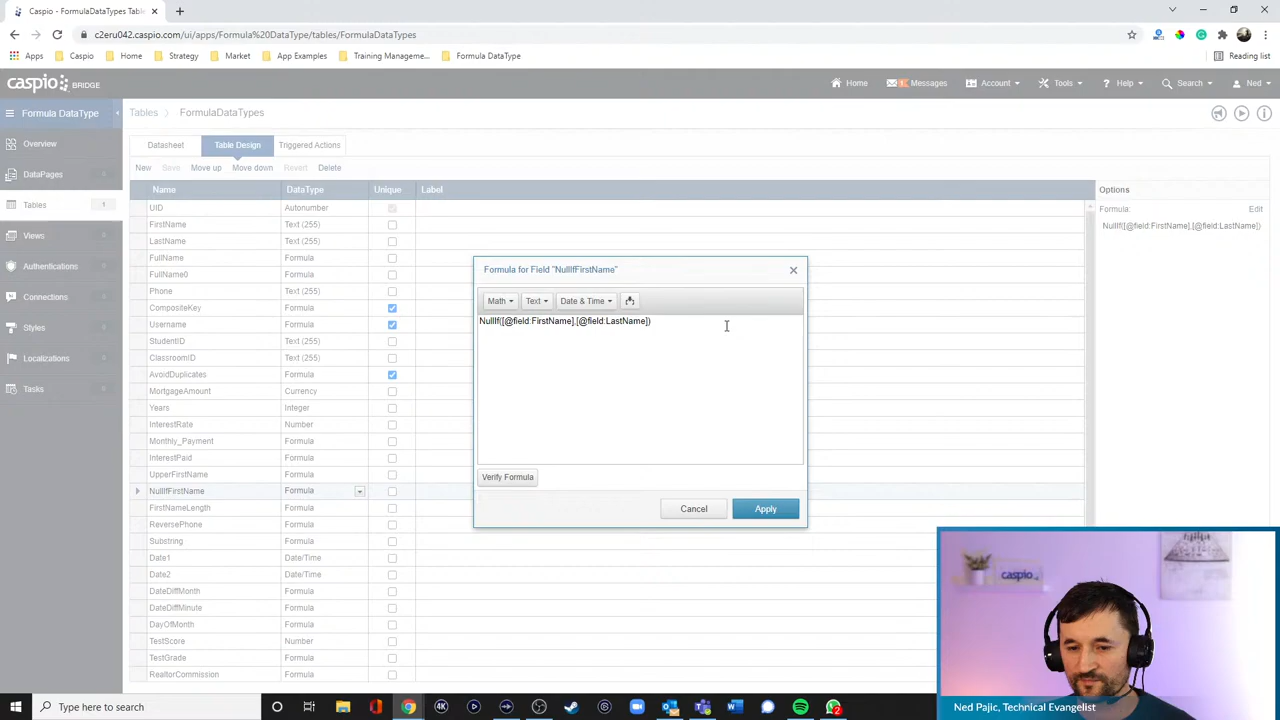 Caspio - FormulaDataTypes
c2eru042.caspio.com/ui/apps/Formula%20DataType/tables/FormulaDataTypes
Apps Caspio Home Strategy Market App Examples Training Manageme... Formula DataType Reading list
caspio BRIDGE Home Messages Account Tools Help Search Ned
Formula DataType Tables FormulaDataTypes
Overview
DataPages
Tables 1
Views
Authentications
Connections
Styles
Localizations
Tasks
Datasheet Table Design Triggered Actions
New Save Move up Move down Revert Delete
Name DataType Unique Label
UID Autonumber
FirstName Text (255)
LastName Text (255)
FullName Formula
FullName0 Formula
Phone Text (255)
CompositeKey Formula
Username Formula
StudentID Text (255)
ClassroomID Text (255)
AvoidDuplicates Formula
MortgageAmount Currency
Years Integer
InterestRate Number
Monthly_Payment Formula
InterestPaid Formula
UpperFirstName Formula
NullIfFirstName Formula
FirstNameLength Formula
ReversePhone Formula
Substring Formula
Date1 Date/Time
Date2 Date/Time
DateDiffMonth Formula
DateDiffMinute Formula
DayOfMonth Formula
TestScore Number
TestGrade Formula
RealtorCommission Formula
Options
Formula: Edit
NullIf([@field:FirstName],[@field:LastName])
Formula for Field "NullIfFirstName"
Math Text Date & Time
NullIf([@field:FirstName],[@field:LastName])
Verify Formula
Cancel Apply
caspio
Ned Pajic, Technical Evangelist
Type here to search